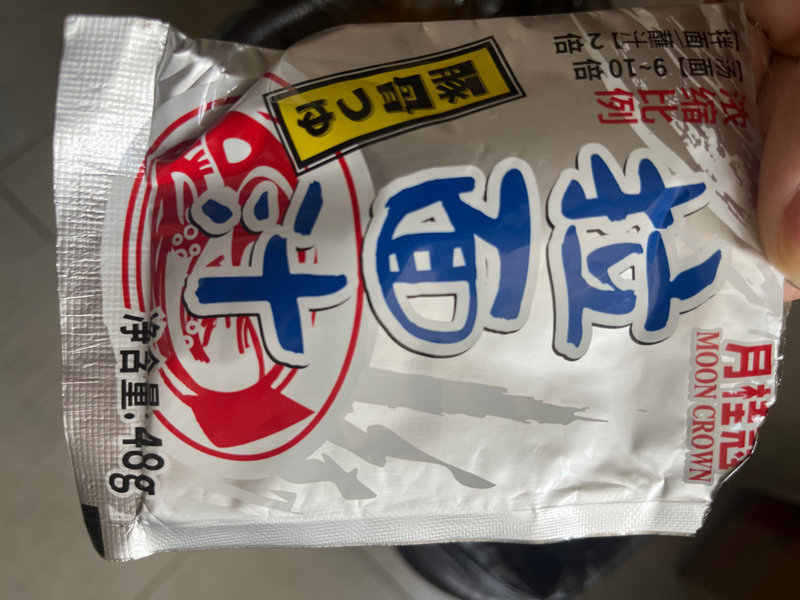 月桂冠
MOON CROWN
浓缩比例
【汤面】9~10倍
【拌面/蘸汁】2倍
拉面汁
豚骨つゆ
净含量：48g